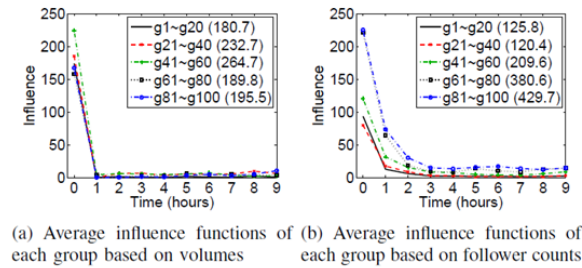 250
200
150
100
50
0
Influence
g1~g20 (180.7)
g21~g40 (232.7)
g41~g60 (264.7)
g61~g80 (189.8)
g81~g100 (195.5)
0 1 2 3 4 5 6 7 8 9
Time (hours)
(a) Average influence functions of
each group based on volumes
250
200
150
100
50
0
Influence
g1~g20 (125.8)
g21~g40 (120.4)
g41~g60 (209.6)
g61~g80 (380.6)
g81~g100 (429.7)
0 1 2 3 4 5 6 7 8 9
Time (hours)
(b) Average influence functions of
each group based on follower counts